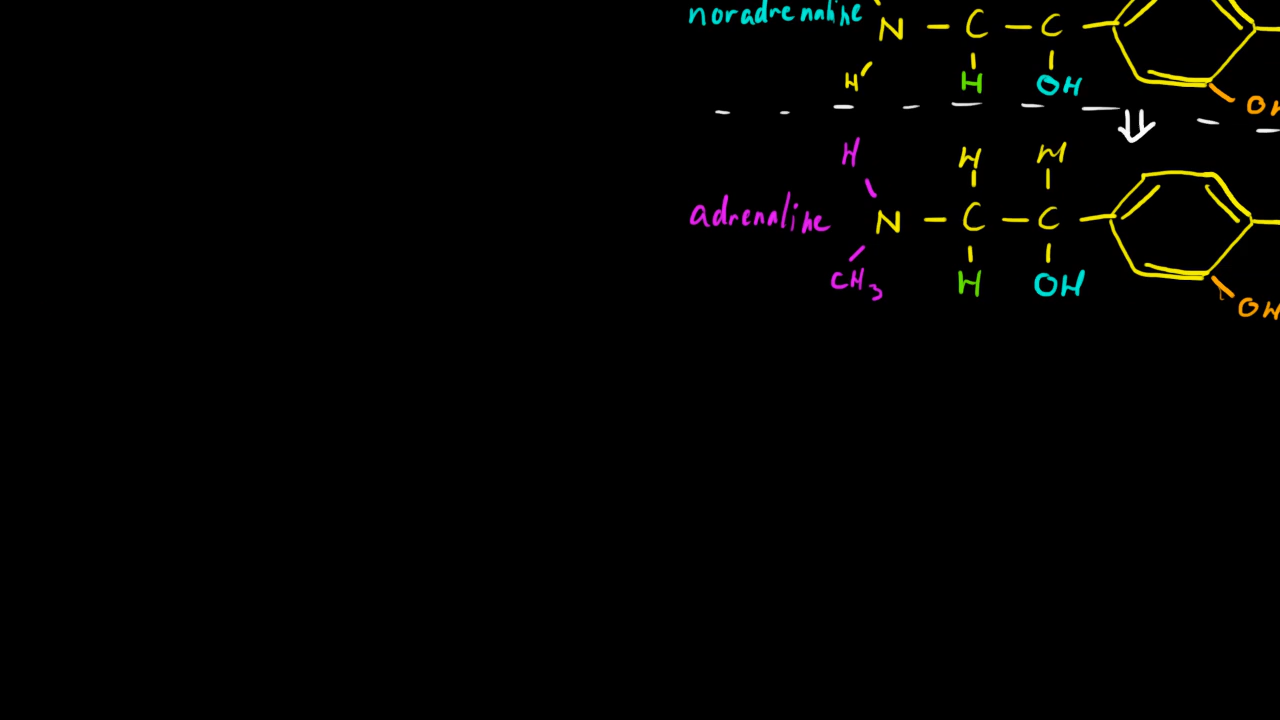 noradrenaline
N - C - C
H H OH OH
H H H
adrenaline N - C - C
CH3 H OH OH